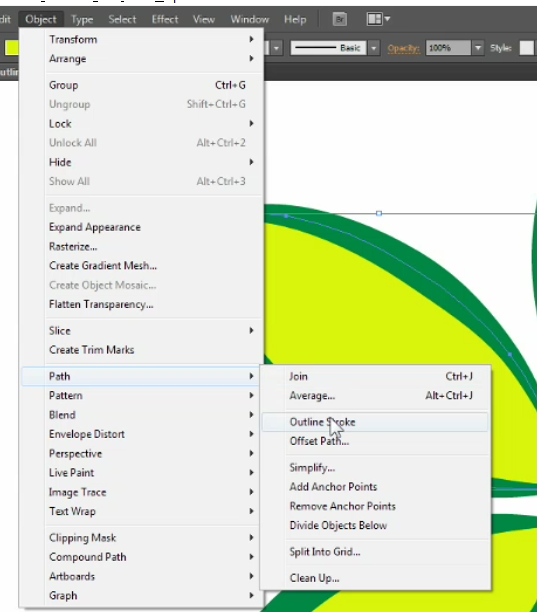 dit Object Type Select Effect View Window Help Br
Basic Opacity: 100% Style:
utlin
Transform
Arrange
Group Ctrl+G
Ungroup Shift+Ctrl+G
Lock
Unlock All Alt+Ctrl+2
Hide
Show All Alt+Ctrl+3
Expand...
Expand Appearance
Rasterize...
Create Gradient Mesh...
Create Object Mosaic...
Flatten Transparency...
Slice
Create Trim Marks
Path
Pattern
Blend
Envelope Distort
Perspective
Live Paint
Image Trace
Text Wrap
Clipping Mask
Compound Path
Artboards
Graph
Join Ctrl+J
Average... Alt+Ctrl+J
Outline Stroke
Offset Path...
Simplify...
Add Anchor Points
Remove Anchor Points
Divide Objects Below
Split Into Grid...
Clean Up...